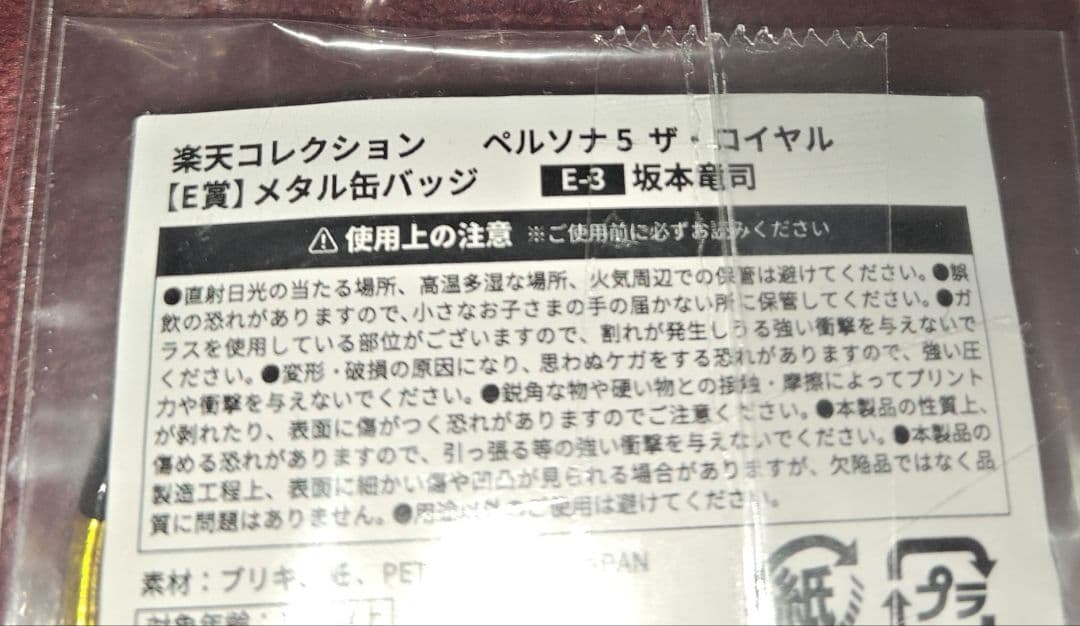 楽天コレクション ペルソナ5 ザ・ロイヤル
【E賞】メタル缶バッジ E-3 坂本竜司
⚠使用上の注意 ※ご使用前に必ずお読みください
●直射日光の当たる場所、高温多湿な場所、火気周辺での保管は避けてください。●誤
飲の恐れがありますので、小さなお子さまの手の届かない所に保管してください。●ガ
ラスを使用している部位がございますので、割れが発生しうる強い衝撃を与えないで
ください。●変形・破損の原因になり、思わぬケガをする恐れがありますので、強い圧
力や衝撃を与えないでください。●鋭角な物や硬い物との接触・摩擦によってプリント
が剥れたり、表面に傷がつく恐れがありますのでご注意ください。●本製品の性質上、
傷める恐れがありますので、引っ張る等の強い衝撃を与えないでください。●本製品の
製造工程上、表面に細かい傷や凹凸が見られる場合がありますが、欠陥品ではなく品
質に問題はありません。●用途以外のご使用は避けてください。
素材：ブリキ、紙、PET
対象年齢：
紙
プラ